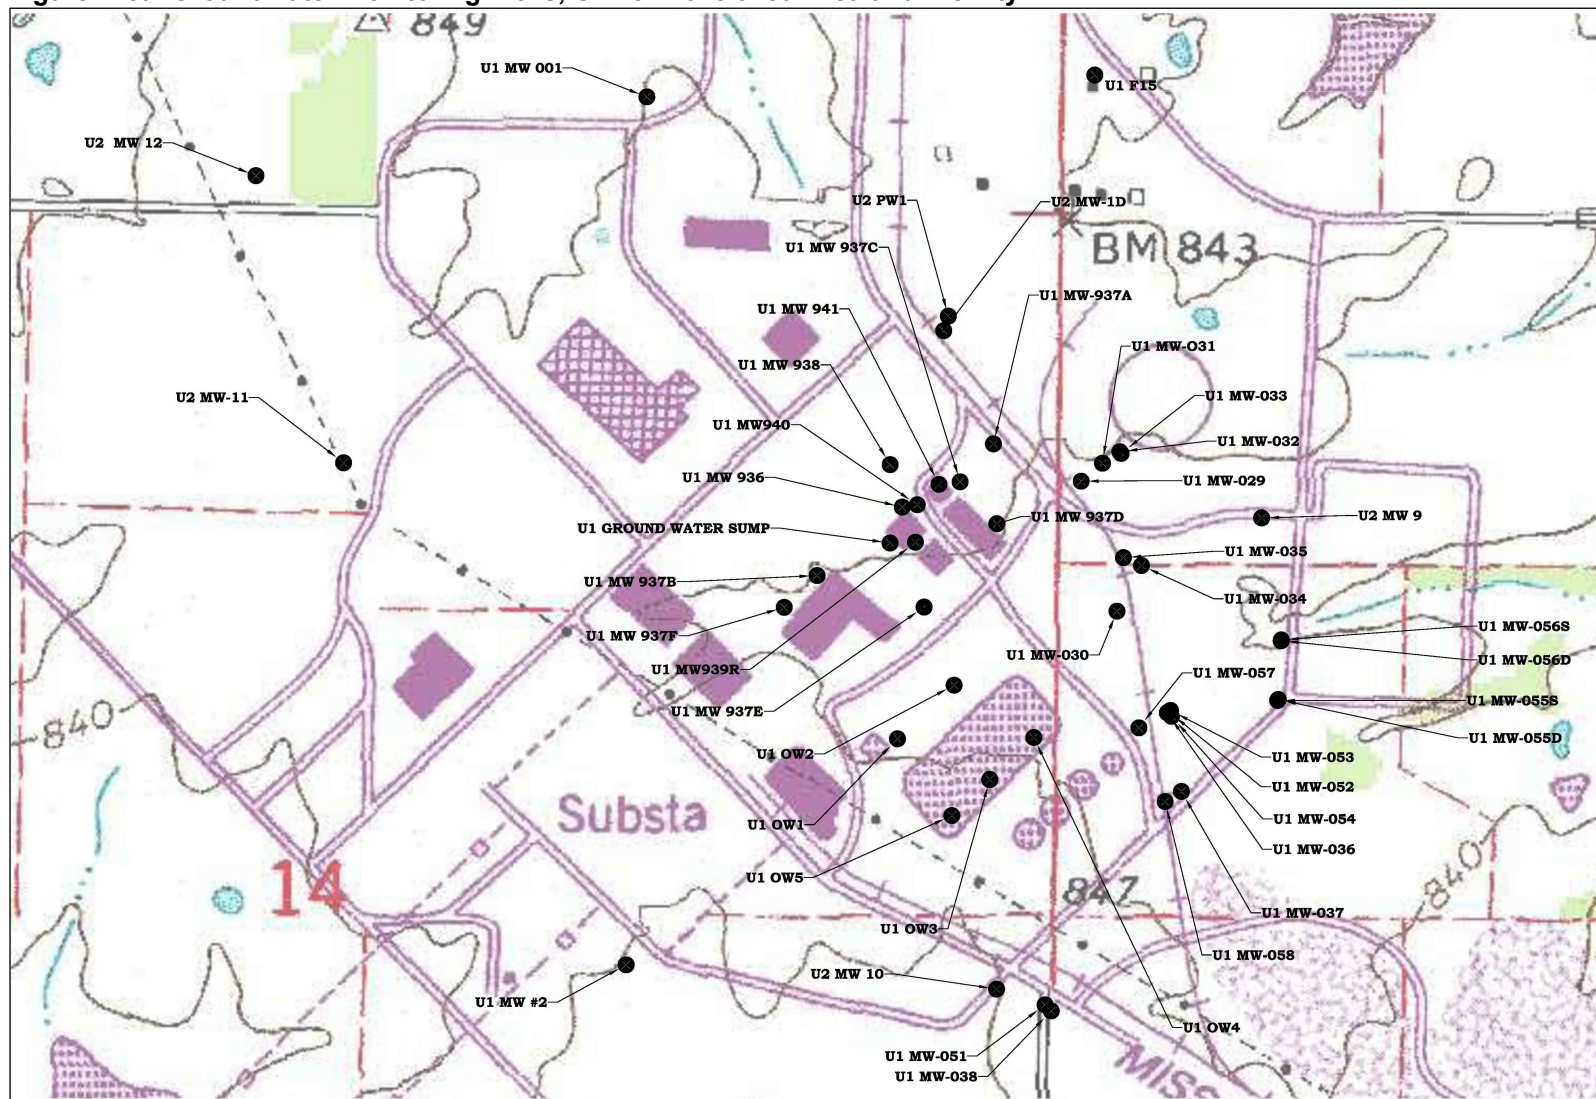 849
U1 MW 001
U1 F15
U2 MW 12
U2 PW1
U2 MW-1D
U1 MW 937C
BM 843
U1 MW-937A
U1 MW 941
U1 MW-O31
U1 MW 938
U2 MW-11
U1 MW-033
U1 MW940
U1 MW-032
U1 MW 936
U1 MW-029
U1 GROUND WATER SUMP
U1 MW 937D
U2 MW 9
U1 MW-035
U1 MW 937B
U1 MW-034
U1 MW 937F
U1 MW-056S
U1 MW-030
U1 MW-056D
U1 MW939R
U1 MW-057
U1 MW-055S
U1 MW 937E
840
U1 MW-055D
U1 OW2
U1 MW-053
U1 MW-052
Substa
U1 OW1
U1 MW-054
U1 MW-036
840
U1 OW5
14
847
U1 MW-037
U1 OW3
U1 MW-058
U2 MW 10
U1 MW #2
U1 OW4
U1 MW-051
MISS
U1 MW-038